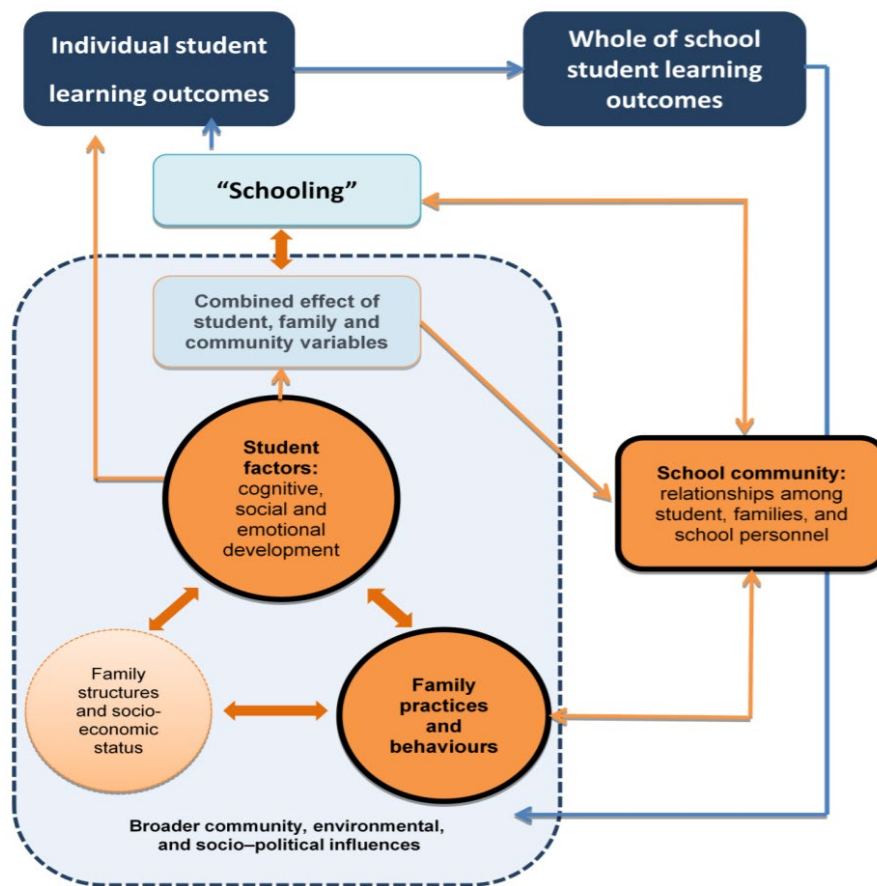 Individual student
learning outcomes
Whole of school
student learning
outcomes
“Schooling”
Combined effect of
student, family and
community variables
Student
factors:
cognitive,
social and
emotional
development
School community:
relationships among
student, families, and
school personnel
Family
structures
and socio-
economic
status
Family
practices
and
behaviours
Broader community, environmental,
and socio–political influences